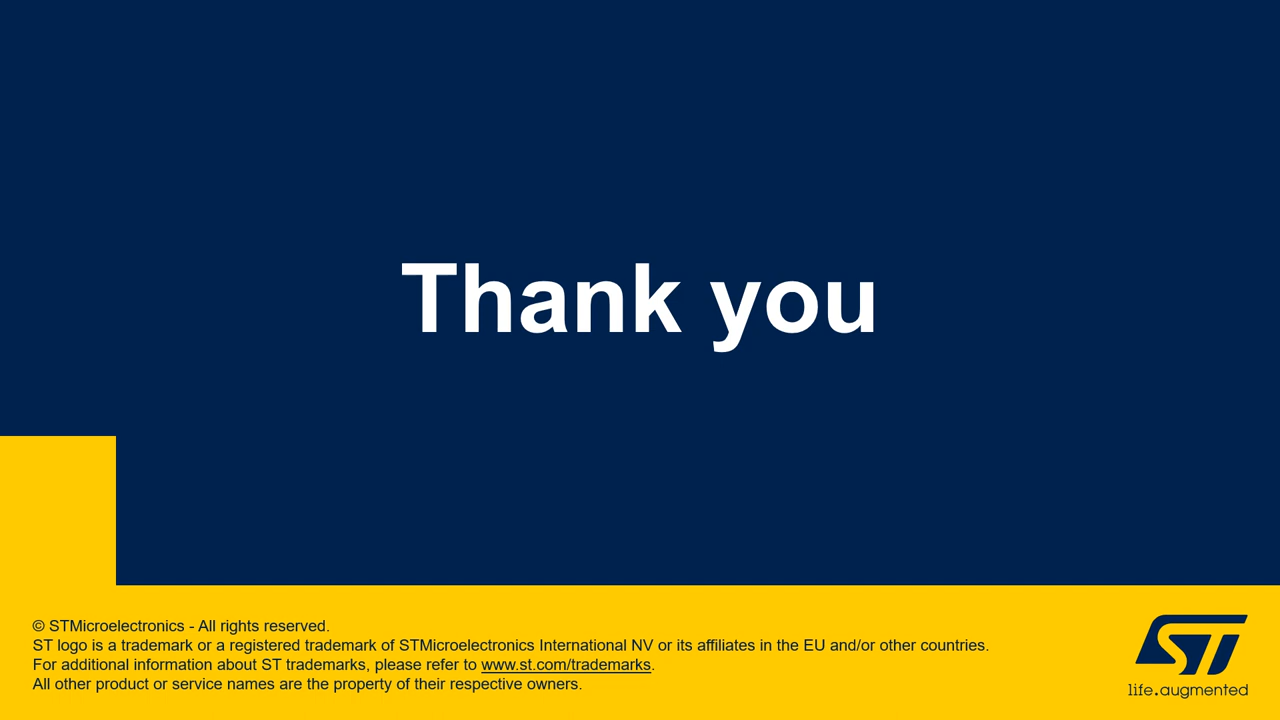 Thank you
© STMicroelectronics - All rights reserved.
ST logo is a trademark or a registered trademark of STMicroelectronics International NV or its affiliates in the EU and/or other countries.
For additional information about ST trademarks, please refer to www.st.com/trademarks.
All other product or service names are the property of their respective owners.
ST
life.augmented